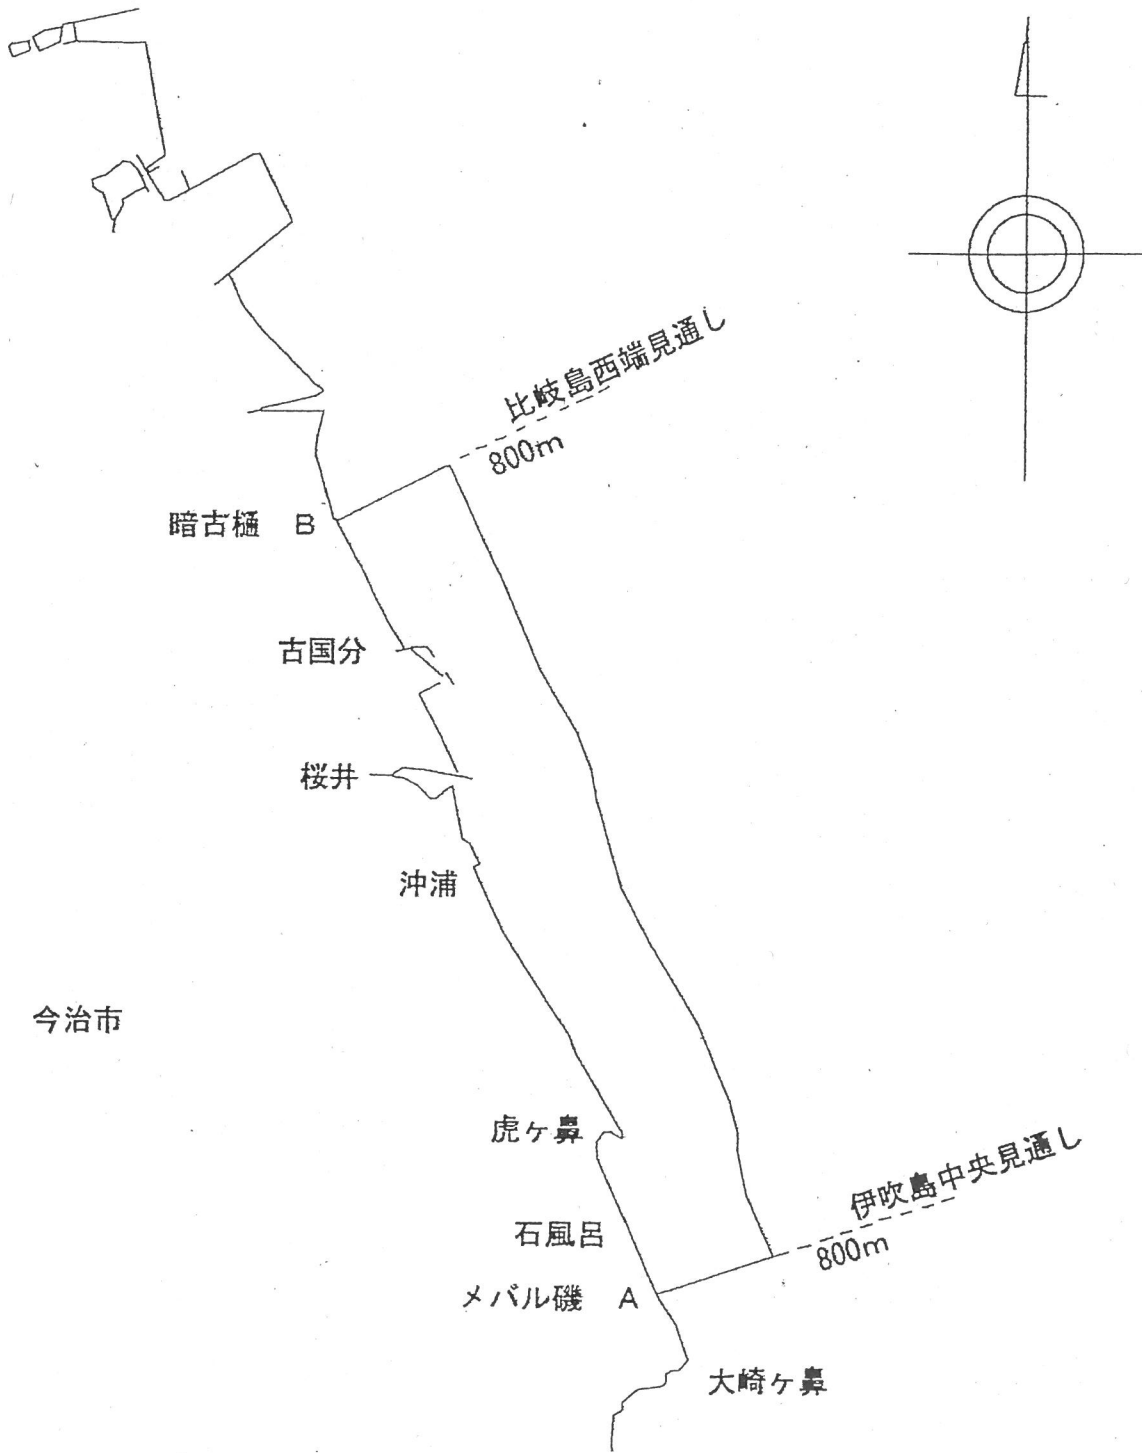 比岐島西端見通し
800m
暗古樋 B
古国分
桜井
沖浦
今治市
虎ヶ鼻
伊吹島中央見通し
石風呂
800m
メバル磯 A
大崎ヶ鼻